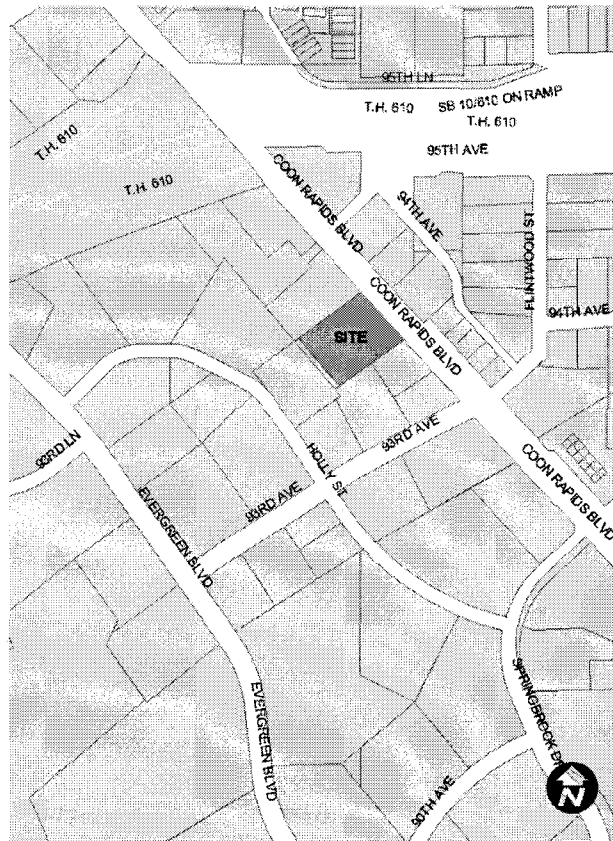 95TH LN
T.H. 610
SB 10/610 ON RAMP
T.H. 610
95TH AVE
T.H. 610
T.H. 610
COON RAPIDS BLVD
94TH AVE
FLINTWOOD ST
COON RAPIDS BLVD
94TH AVE
SITE
93RD AVE
93RD LN
HOLLY ST
COON RAPIDS BLVD
93RD AVE
EVERGREEN BLVD
EVERGREEN BLVD
SPRINGBROOK DR
90TH AVE
N